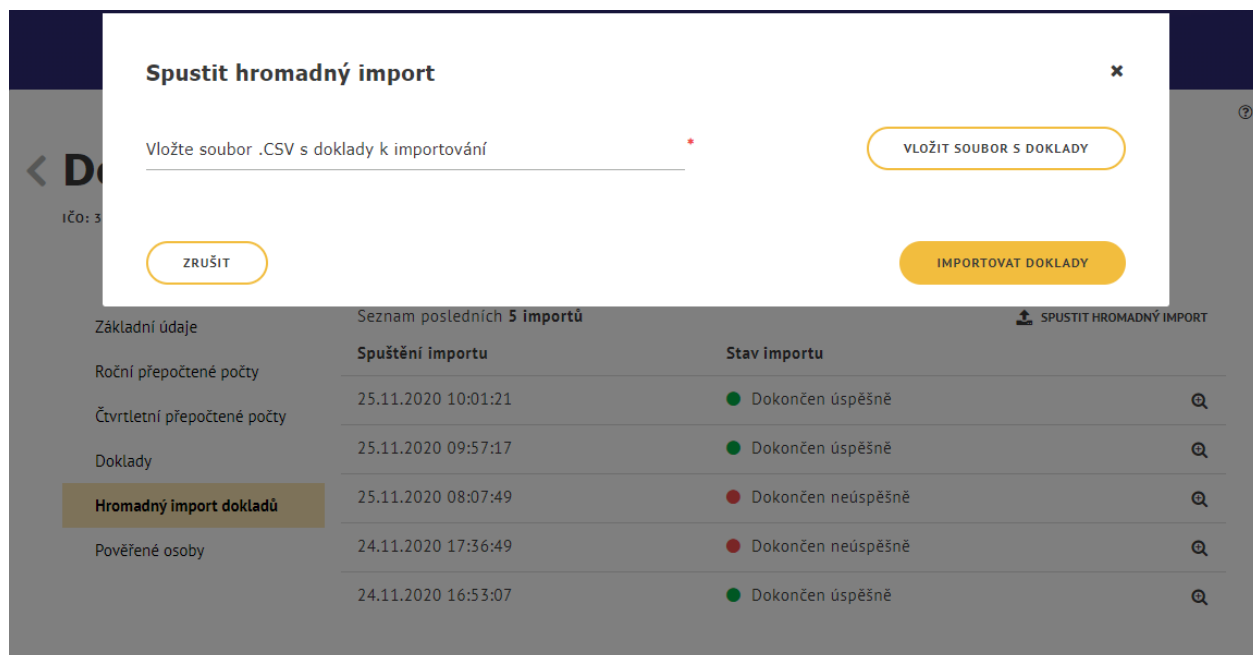 Spustit hromadný import
Vložte soubor .CSV s doklady k importování *
VLOŽIT SOUBOR S DOKLADY
ZRUŠIT
IMPORTOVAT DOKLADY
IČO: 3
Základní údaje
Roční přepočtené počty
Čtvrtletní přepočtené počty
Doklady
Hromadný import dokladů
Pověřené osoby
Seznam posledních 5 importů
SPUSTIT HROMADNÝ IMPORT
Spuštění importu Stav importu
25.11.2020 10:01:21 Dokončen úspěšně
25.11.2020 09:57:17 Dokončen úspěšně
25.11.2020 08:07:49 Dokončen neúspěšně
24.11.2020 17:36:49 Dokončen neúspěšně
24.11.2020 16:53:07 Dokončen úspěšně